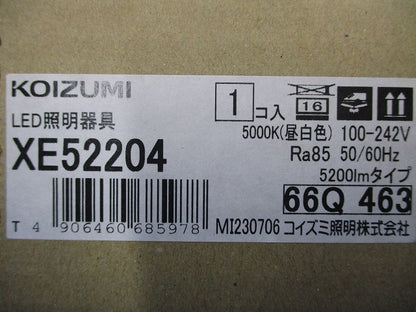 KOIZUMI
1コ入
16
LED照明器具
5000K(昼白色) 100-242V
XE52204
Ra85 50/60Hz
5200lmタイプ
66Q 463
T 4 906460 685978
MI230706 コイズミ照明株式会社